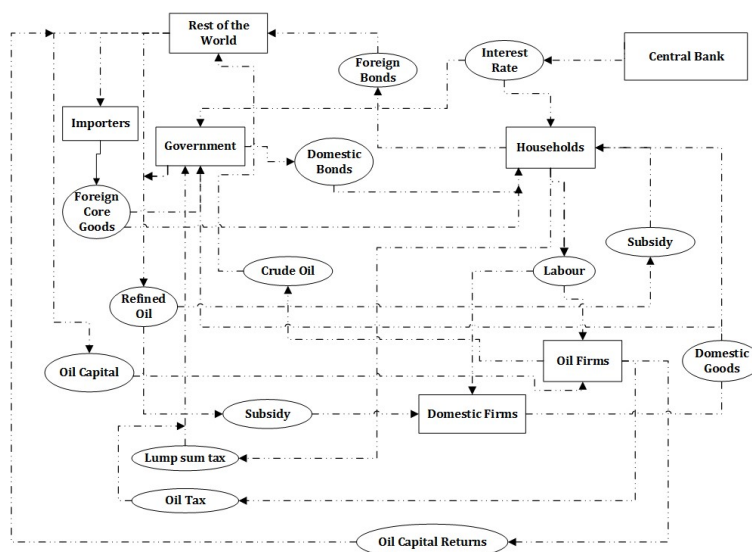 Rest of the
World
Foreign
Bonds
Interest
Rate
Central Bank
Importers
Government
Domestic
Bonds
Households
Foreign
Core
Goods
Subsidy
Crude Oil
Labour
Refined
Oil
Oil Capital
Oil Firms
Domestic
Goods
Subsidy
Domestic Firms
Lump sum tax
Oil Tax
Oil Capital Returns